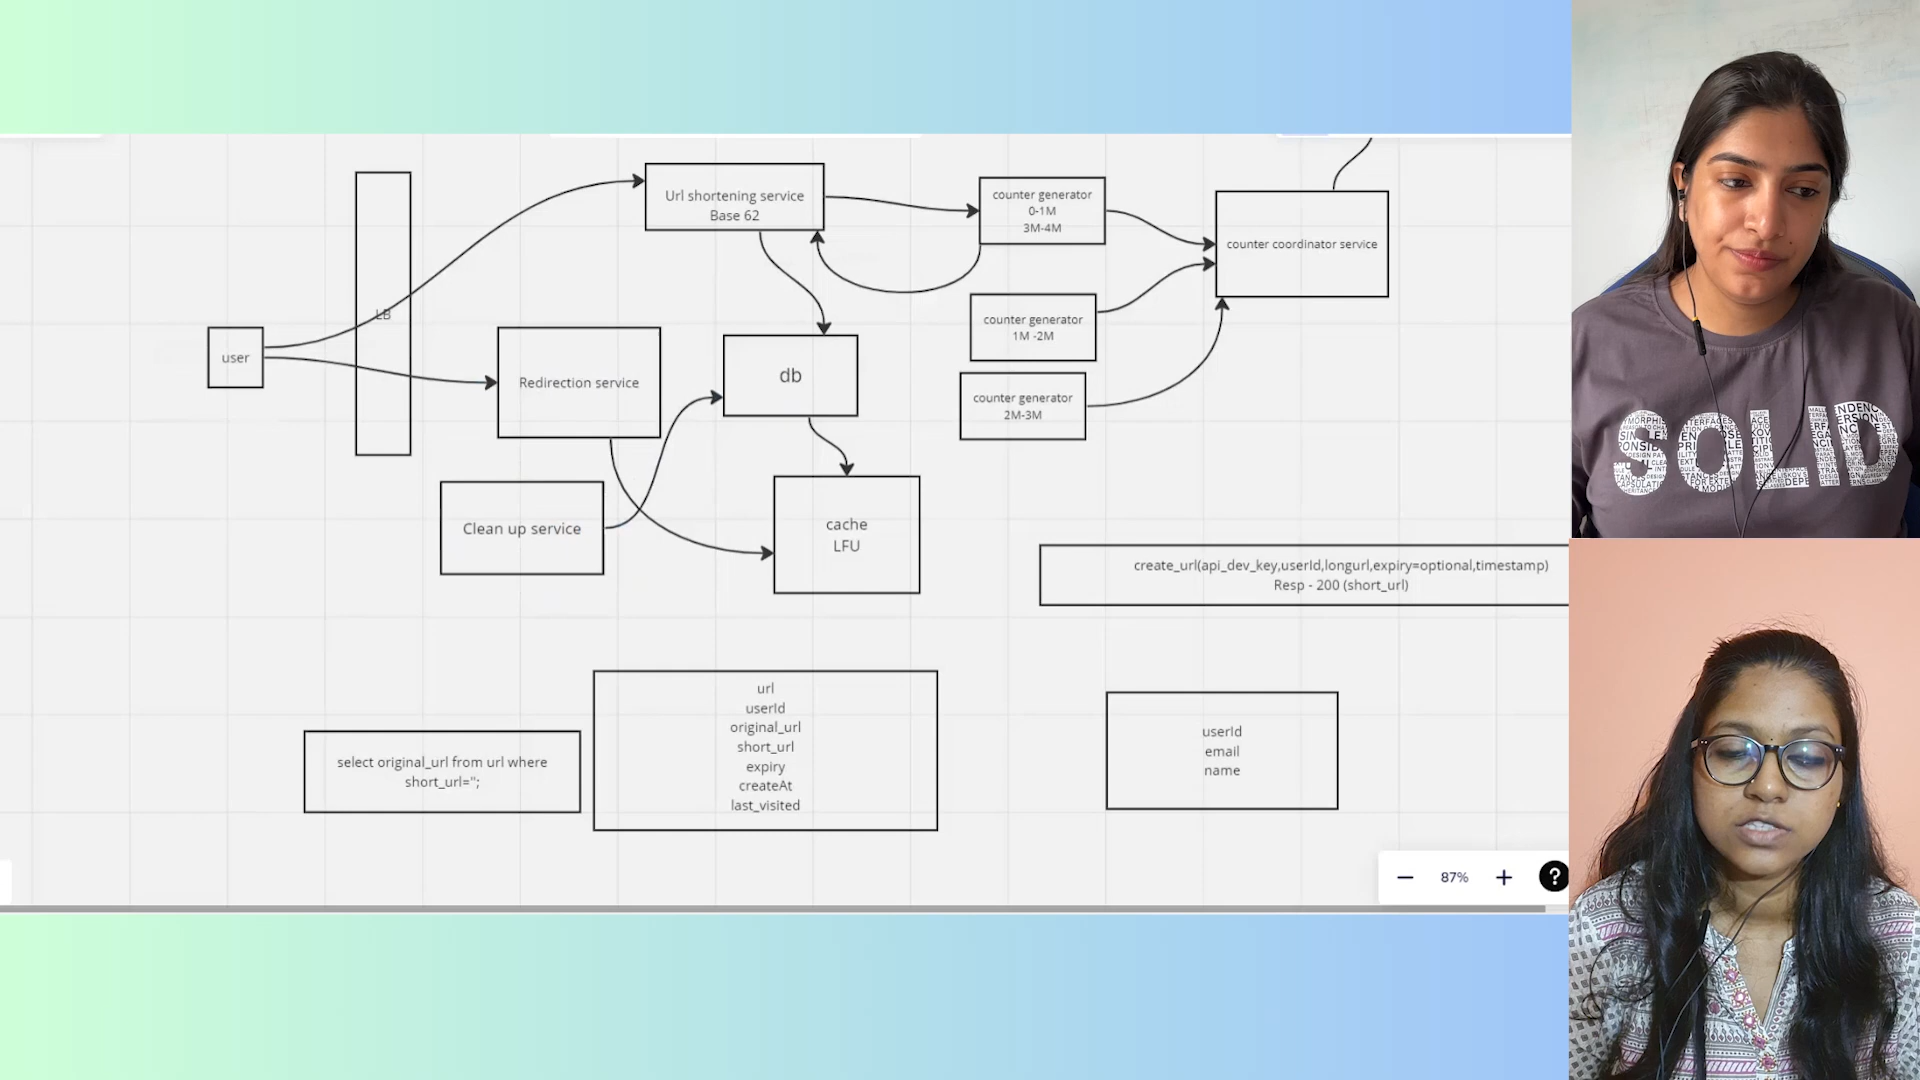 Url shortening service
Base 62
counter generator
0-1M
3M-4M
counter coordinator service
LB
user
Redirection service
db
counter generator
1M -2M
counter generator
2M-3M
Clean up service
cache
LFU
create_url(api_dev_key,userId,longurl,expiry=optional,timestamp)
Resp - 200 (short_url)
select original_url from url where
short_url='';
url
userId
original_url
short_url
expiry
createAt
last_visited
userId
email
name
87%
?
SOLID